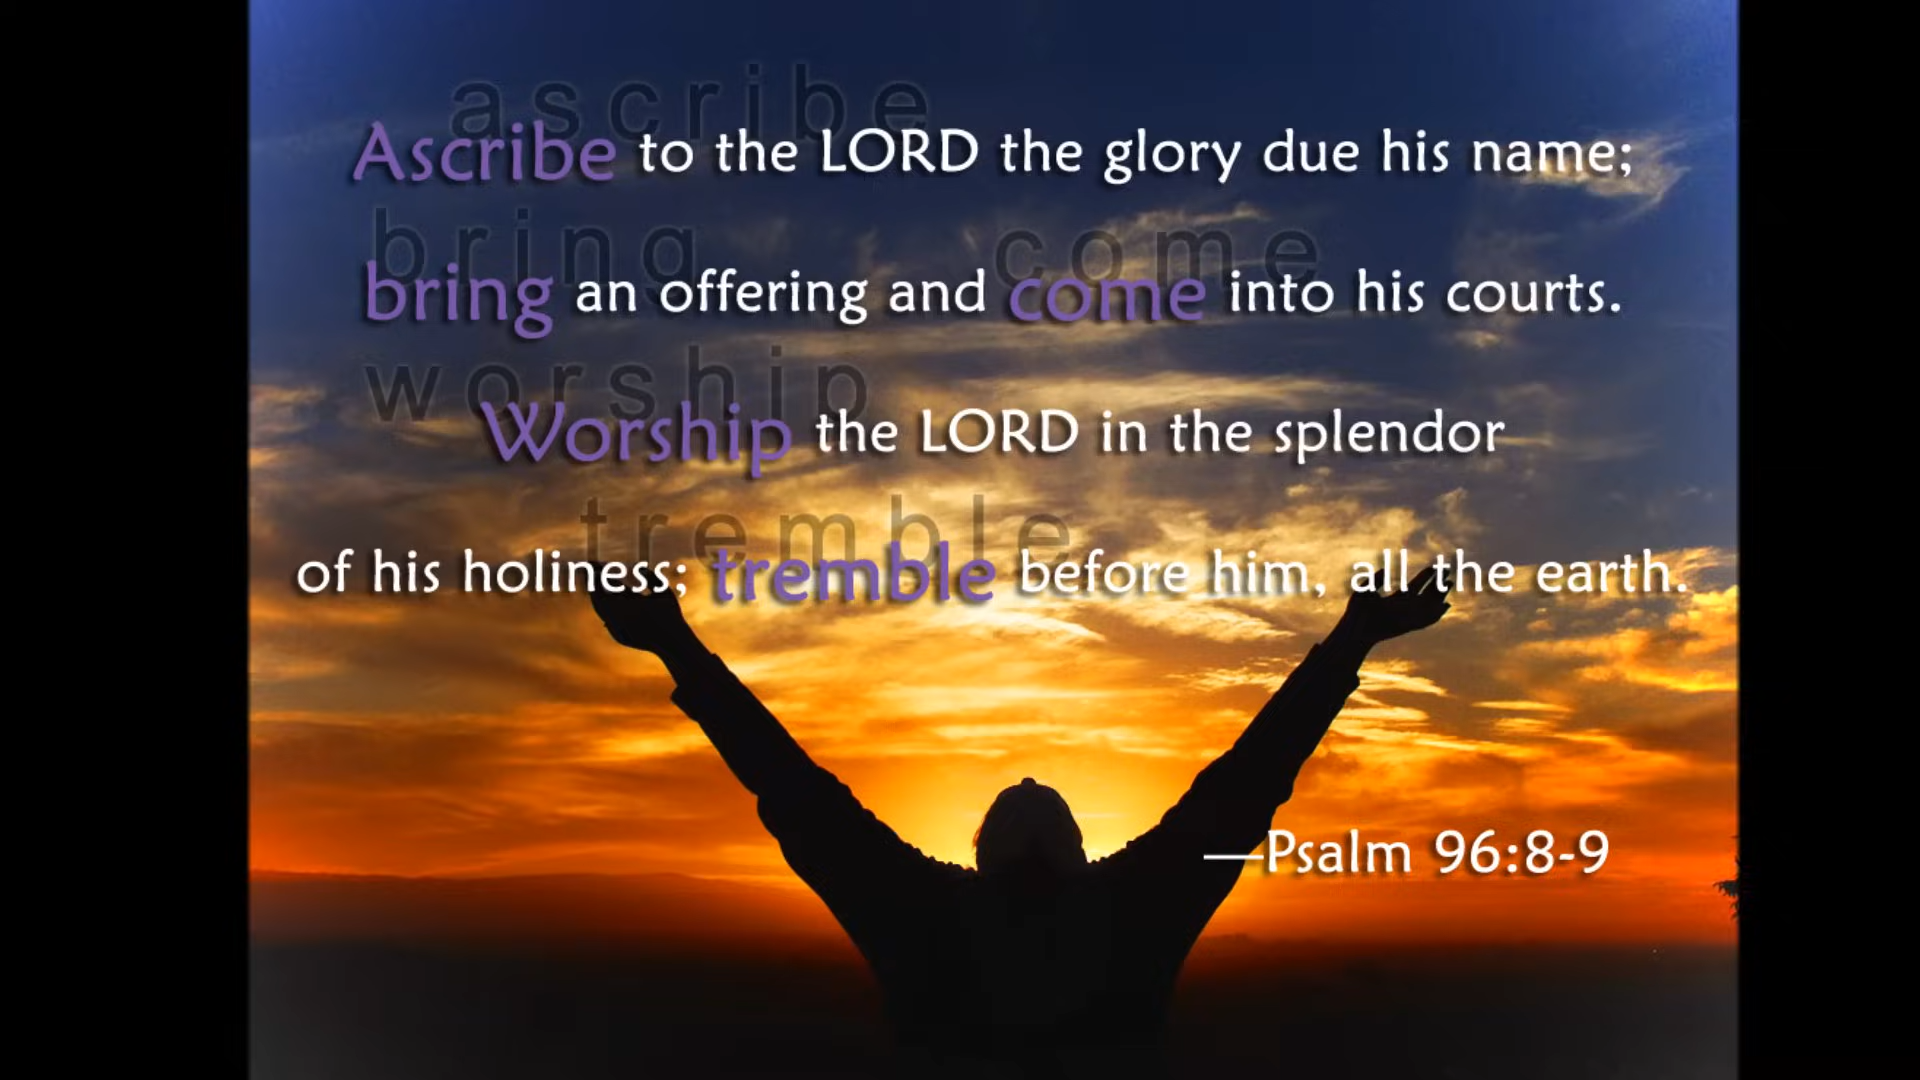 ascribe
Ascribe to the LORD the glory due his name;
bring come
bring an offering and come into his courts.
worship
Worship the LORD in the splendor
tremble
of his holiness; tremble before him, all the earth.
—Psalm 96:8-9